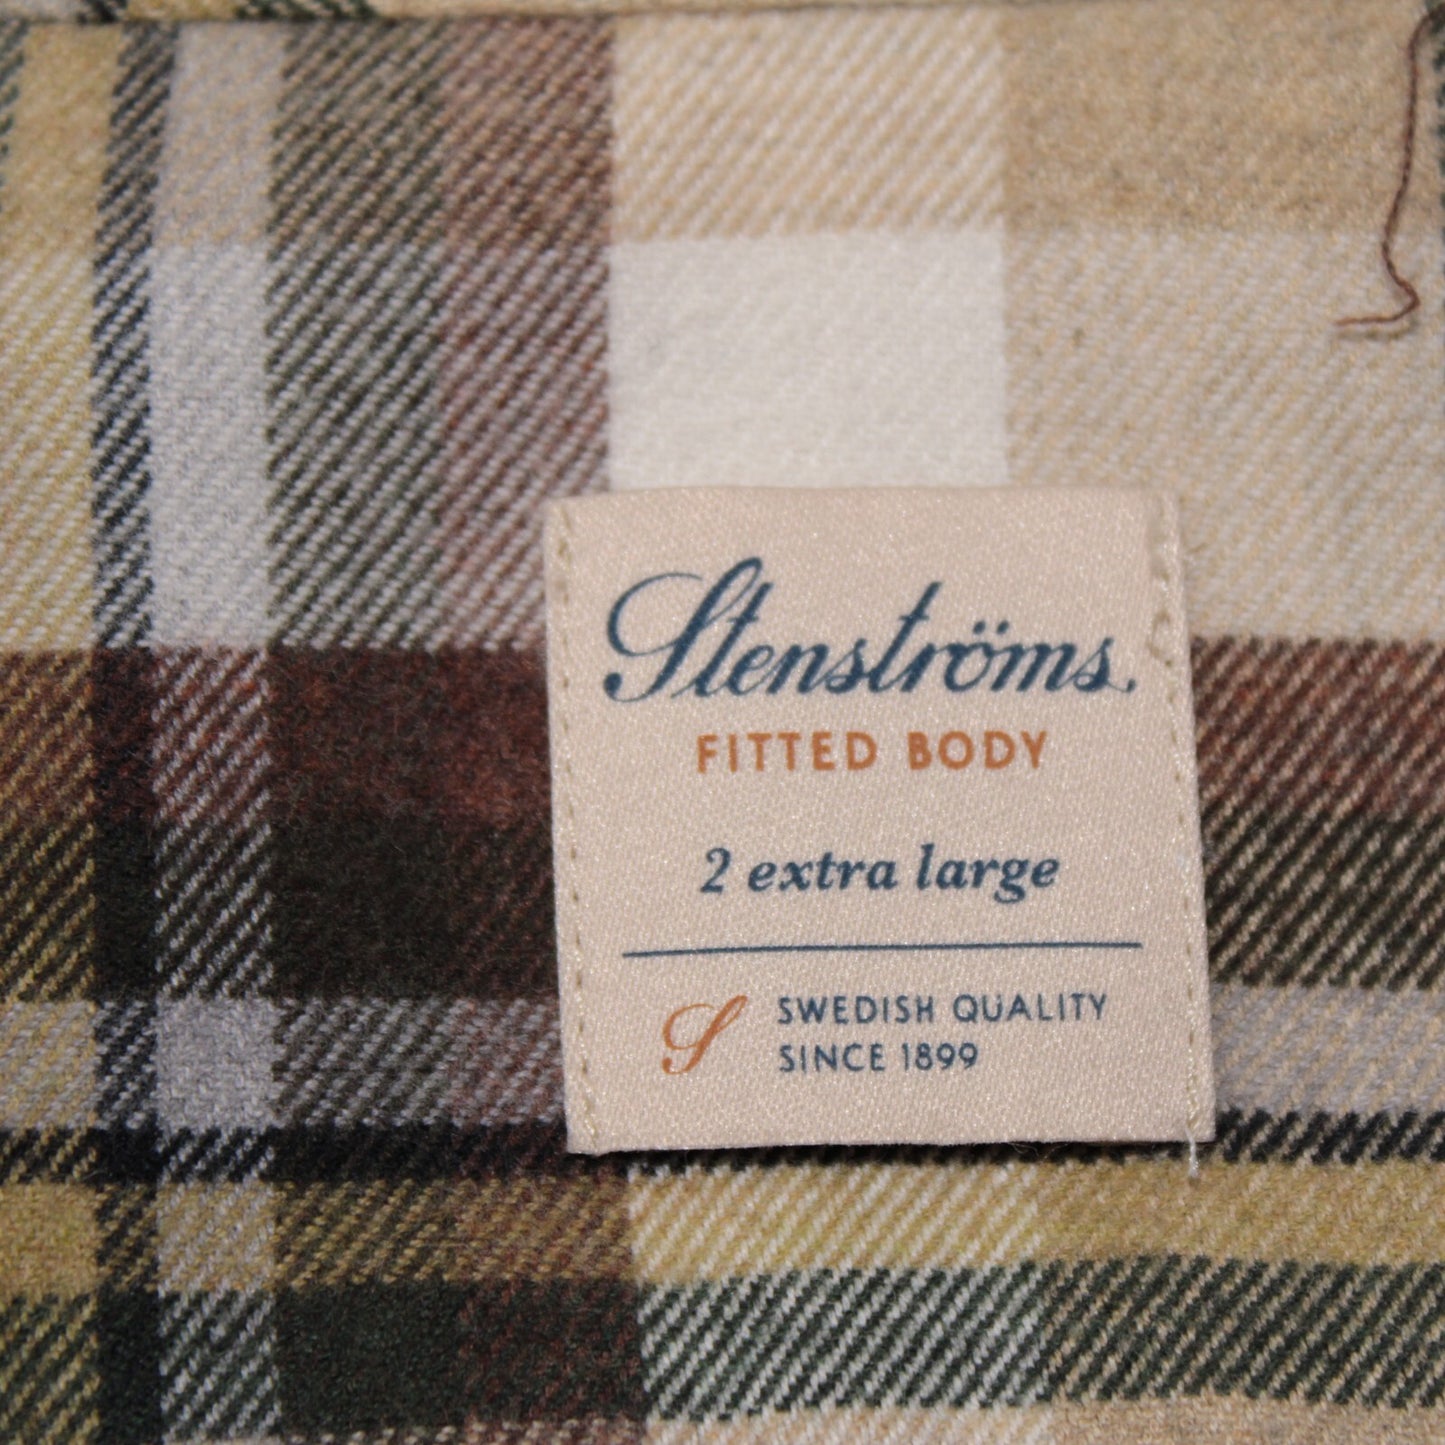 Stenströms
FITTED BODY
2 extra large
S SWEDISH QUALITY
SINCE 1899